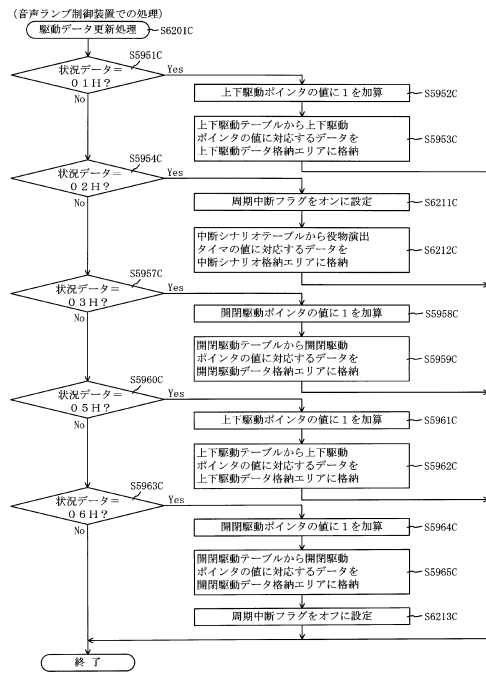 (音声ランプ制御装置での処理)
駆動データ更新処理
S6201C
S5951C
状況データ=
01H?
Yes
No
上下駆動ポインタの値に1を加算
S5952C
上下駆動テーブルから上下駆動
ポインタの値に対応するデータを
上下駆動データ格納エリアに格納
S5953C
S5954C
状況データ=
02H?
Yes
No
周期中断フラグをオンに設定
S6211C
中断シナリオテーブルから役物演出
タイマの値に対応するデータを
中断シナリオ格納エリアに格納
S6212C
S5957C
状況データ=
03H?
Yes
No
開閉駆動ポインタの値に1を加算
S5958C
開閉駆動テーブルから開閉駆動
ポインタの値に対応するデータを
開閉駆動データ格納エリアに格納
S5959C
S5960C
状況データ=
05H?
Yes
No
上下駆動ポインタの値に1を加算
S5961C
上下駆動テーブルから上下駆動
ポインタの値に対応するデータを
上下駆動データ格納エリアに格納
S5962C
S5963C
状況データ=
06H?
Yes
No
開閉駆動ポインタの値に1を加算
S5964C
開閉駆動テーブルから開閉駆動
ポインタの値に対応するデータを
開閉駆動データ格納エリアに格納
S5965C
周期中断フラグをオフに設定
S6213C
終了